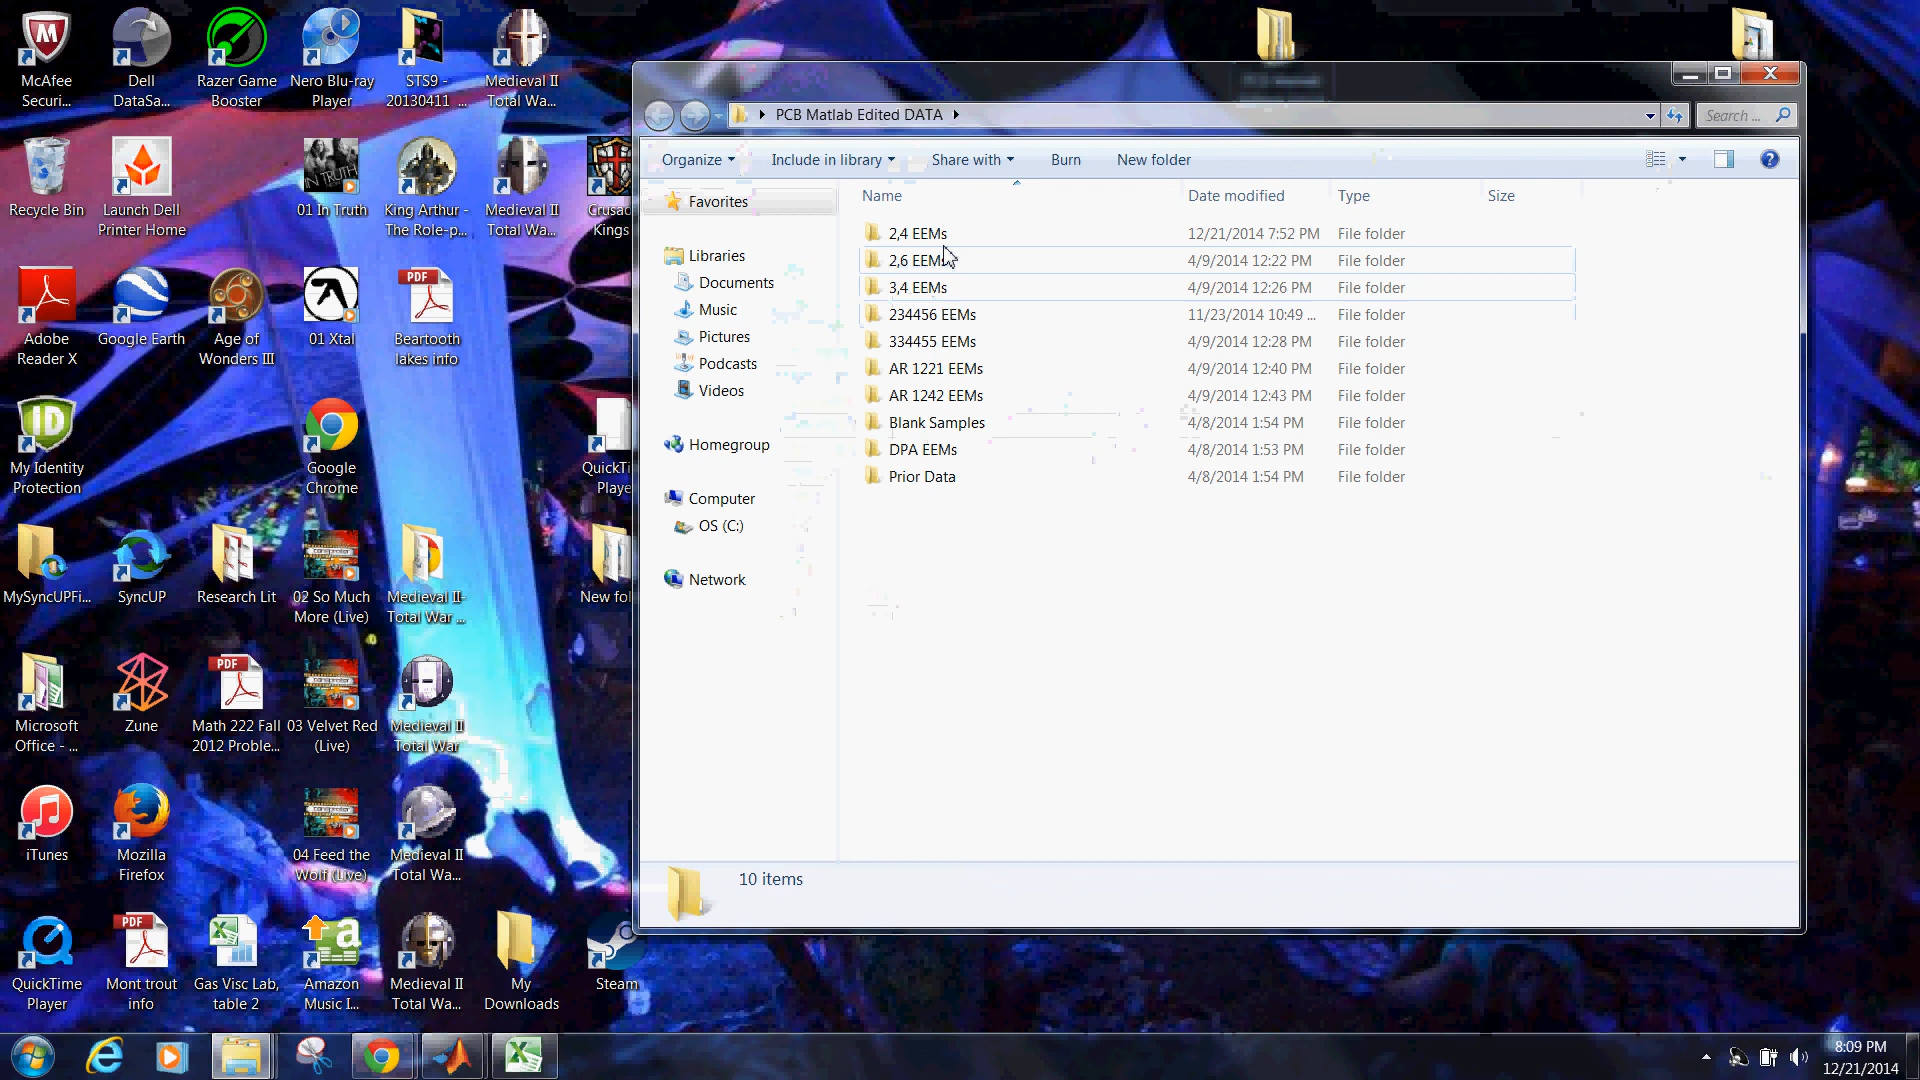 McAfee
Securi...
Dell
DataSa...
Razer Game
Booster
Nero Blu-ray
Player
STS9 -
20130411 ...
Medieval II
Total Wa...
Recycle Bin
Launch Dell
Printer Home
IN TRUTH
01 In Truth
King Arthur -
The Role-p...
Medieval II
Total Wa...
Crusad
Kings
Adobe
Reader X
Google Earth
Age of
Wonders III
01 Xtal
PDF
Beartooth
lakes info
ID
My Identity
Protection
Google
Chrome
QuickTi
Playe
MySyncUPFi...
SyncUP
Research Lit
02 So Much
More (Live)
Medieval II-
Total War ...
New fol
Microsoft
Office - ...
Zune
PDF
Math 222 Fall
2012 Proble...
03 Velvet Red
(Live)
Medieval II
Total War
iTunes
Mozilla
Firefox
04 Feed the
Wolf (Live)
Medieval II
Total Wa...
QuickTime
Player
PDF
Mont trout
info
Gas Visc Lab,
table 2
Amazon
Music I...
Medieval II
Total Wa...
My
Downloads
Steam
PCB Matlab Edited DATA
Search ...
Organize
Include in library
Share with
Burn
New folder
Favorites
Libraries
Documents
Music
Pictures
Podcasts
Videos
Homegroup
Computer
OS (C:)
Network
Name Date modified Type Size
2,4 EEMs 12/21/2014 7:52 PM File folder
2,6 EEMs 4/9/2014 12:22 PM File folder
3,4 EEMs 4/9/2014 12:26 PM File folder
234456 EEMs 11/23/2014 10:49 ... File folder
334455 EEMs 4/9/2014 12:28 PM File folder
AR 1221 EEMs 4/9/2014 12:40 PM File folder
AR 1242 EEMs 4/9/2014 12:43 PM File folder
Blank Samples 4/8/2014 1:54 PM File folder
DPA EEMs 4/8/2014 1:53 PM File folder
Prior Data 4/8/2014 1:54 PM File folder
10 items
8:09 PM
12/21/2014